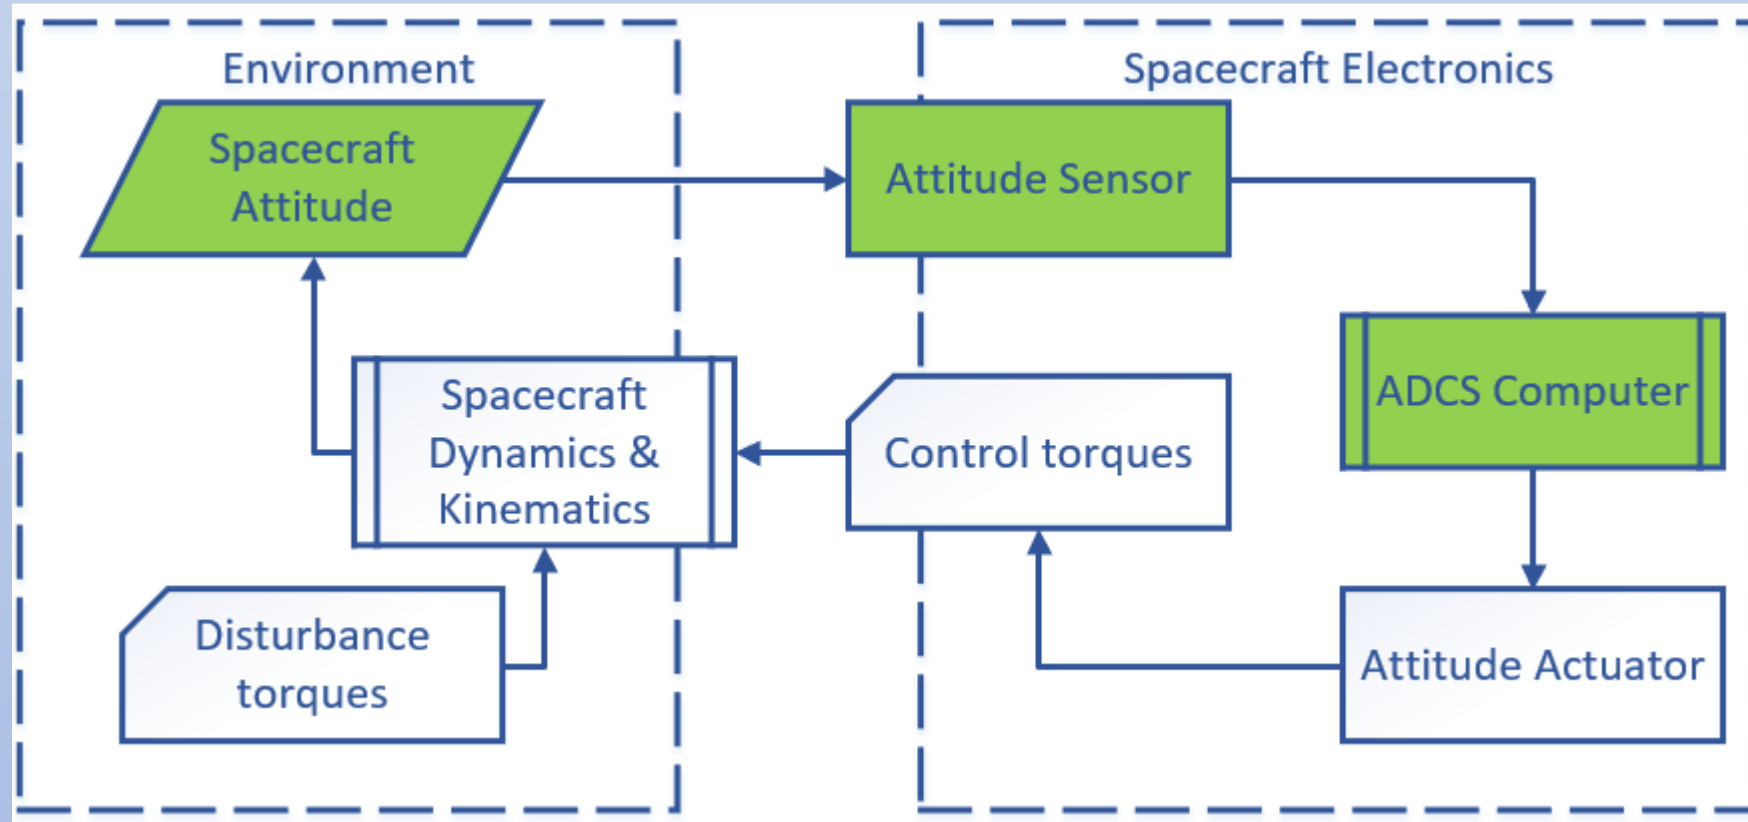 Environment
Spacecraft
Attitude
Spacecraft Electronics
Attitude Sensor
ADCS Computer
Spacecraft
Dynamics &
Kinematics
Control torques
Disturbance
torques
Attitude Actuator